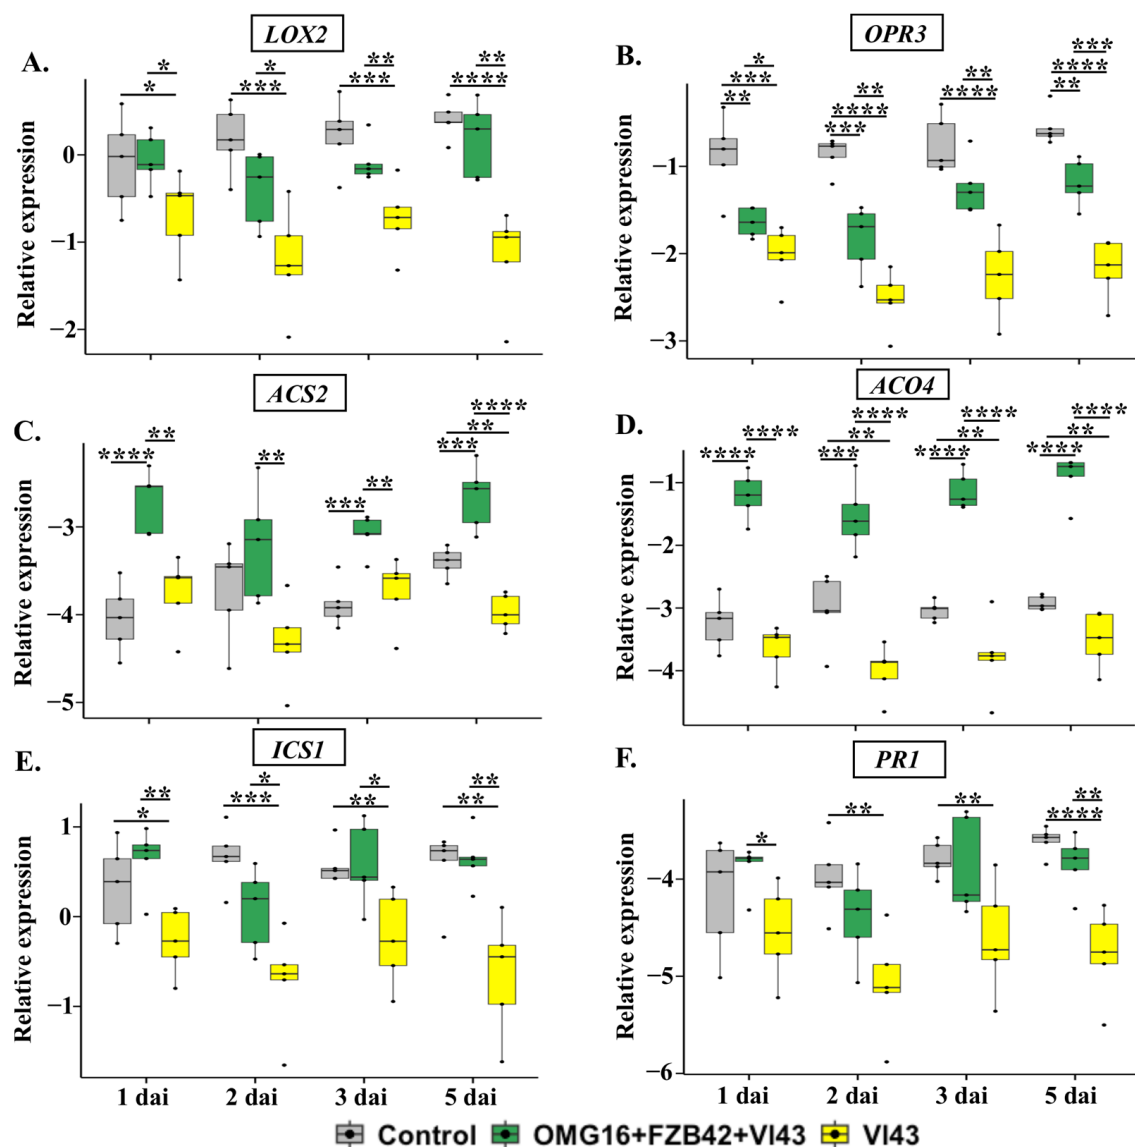 A.
LOX2
* * * *** ** *** ** ****
Relative expression
0
−1
−2
B.
OPR3
* *** ** ** **** *** ** **** *** **** **
Relative expression
−1
−2
−3
C.
ACS2
** **** ** ** *** **** ** ***
Relative expression
−3
−4
−5
D.
ACO4
**** **** **** ** *** **** ** **** **** ** ****
Relative expression
−1
−3
−4
E.
ICS1
** * * *** * ** ** **
Relative expression
1
0
−1
1 dai 2 dai 3 dai 5 dai
F.
PR1
* ** ** ** ****
Relative expression
−4
−5
−6
1 dai 2 dai 3 dai 5 dai
Control OMG16+FZB42+VI43 VI43